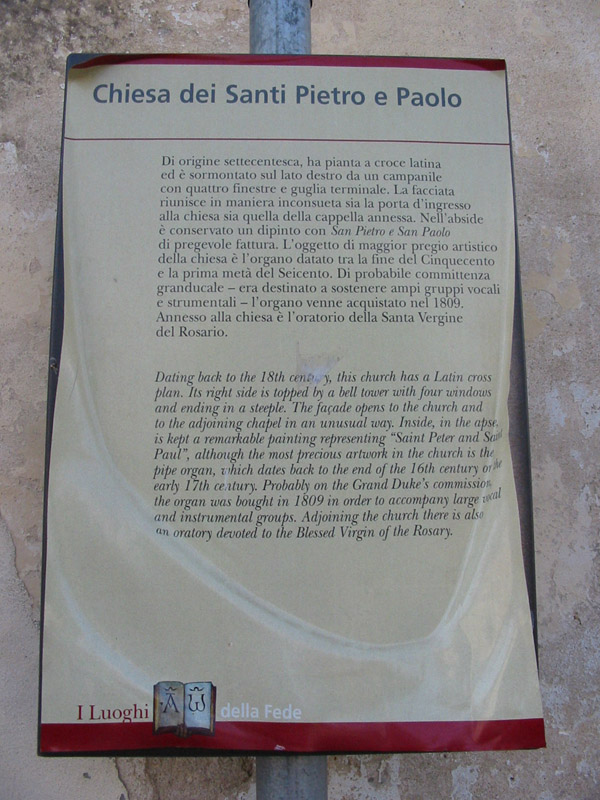 Chiesa dei Santi Pietro e Paolo
Di origine settecentesca, ha pianta a croce latina
ed è sormontato sul lato destro da un campanile
con quattro finestre e guglia terminale. La facciata
riunisce in maniera inconsueta sia la porta d'ingresso
alla chiesa sia quella della cappella annessa. Nell'abside
è conservato un dipinto con San Pietro e San Paolo
di pregevole fattura. L'oggetto di maggior pregio artistico
della chiesa è l'organo datato tra la fine del Cinquecento
e la prima metà del Seicento. Di probabile committenza
granducale – era destinato a sostenere ampi gruppi vocali
e strumentali – l'organo venne acquistato nel 1809.
Annesso alla chiesa è l'oratorio della Santa Vergine
del Rosario.
Dating back to the 18th century, this church has a Latin cross
plan. Its right side is topped by a bell tower with four windows
and ending in a steeple. The façade opens to the church and
to the adjoining chapel in an unusual way. Inside, in the apse,
is kept a remarkable painting representing "Saint Peter and Saint
Paul", although the most precious artwork in the church is the
pipe organ, which dates back to the end of the 16th century or the
early 17th century. Probably on the Grand Duke's commission,
the organ was bought in 1809 in order to accompany large vocal
and instrumental groups. Adjoining the church there is also
an oratory devoted to the Blessed Virgin of the Rosary.
I Luoghi della Fede